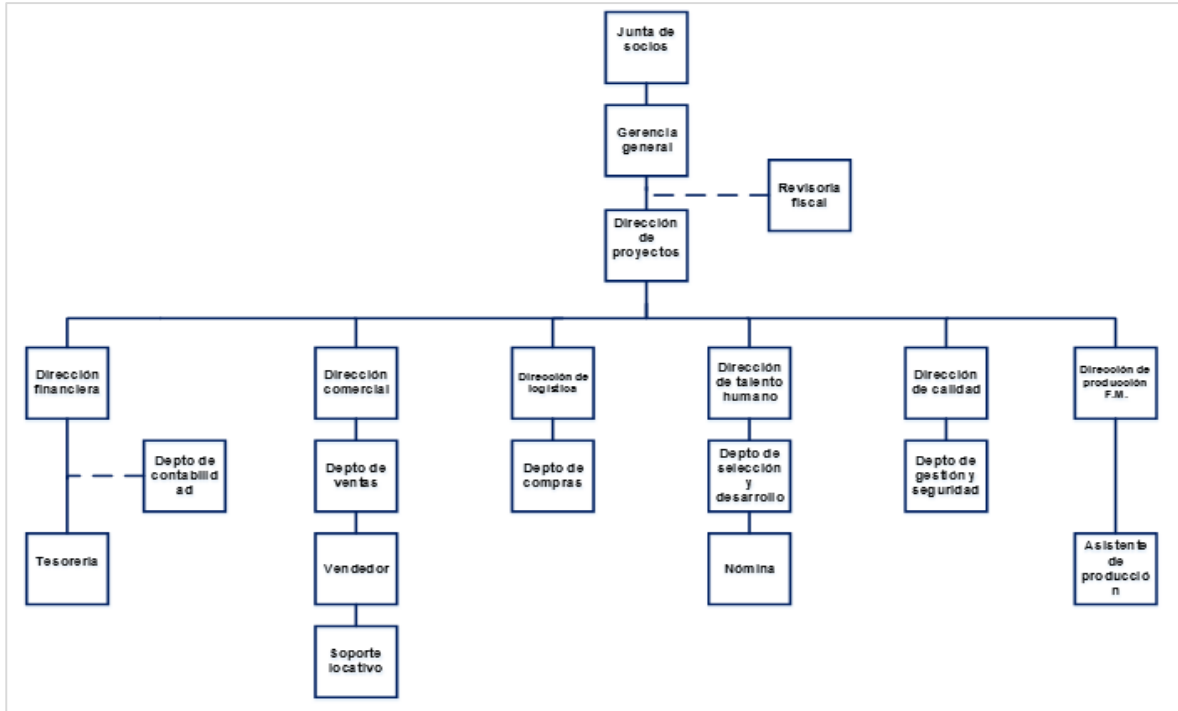 Junta de
socios
Gerencia
general
Revisoría
fiscal
Dirección
de
proyectos
Dirección
financiera
Dirección
comercial
Dirección de
logística
Dirección
de talento
humano
Dirección
de calidad
Dirección de
producción
F.M.
Depto de
contabilid
ad
Depto de
ventas
Depto de
compras
Depto de
selección
y
desarrollo
Depto de
gestión y
seguridad
Tesorería
Vendedor
Nómina
Asistente
de
producció
n
Soporte
locativo